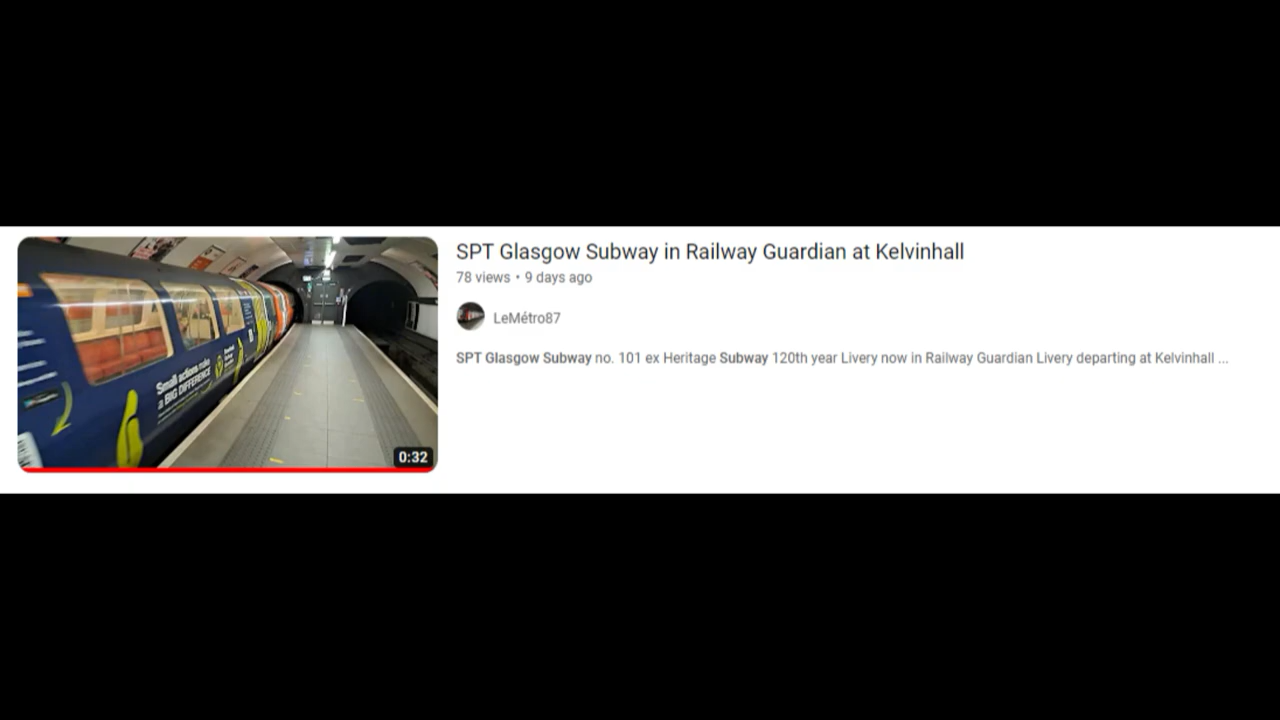 SPT Glasgow Subway in Railway Guardian at Kelvinhall
78 views • 9 days ago
LeMétro87
SPT Glasgow Subway no. 101 ex Heritage Subway 120th year Livery now in Railway Guardian Livery departing at Kelvinhall ...
Small actions make
a BIG DIFFERENCE
0:32